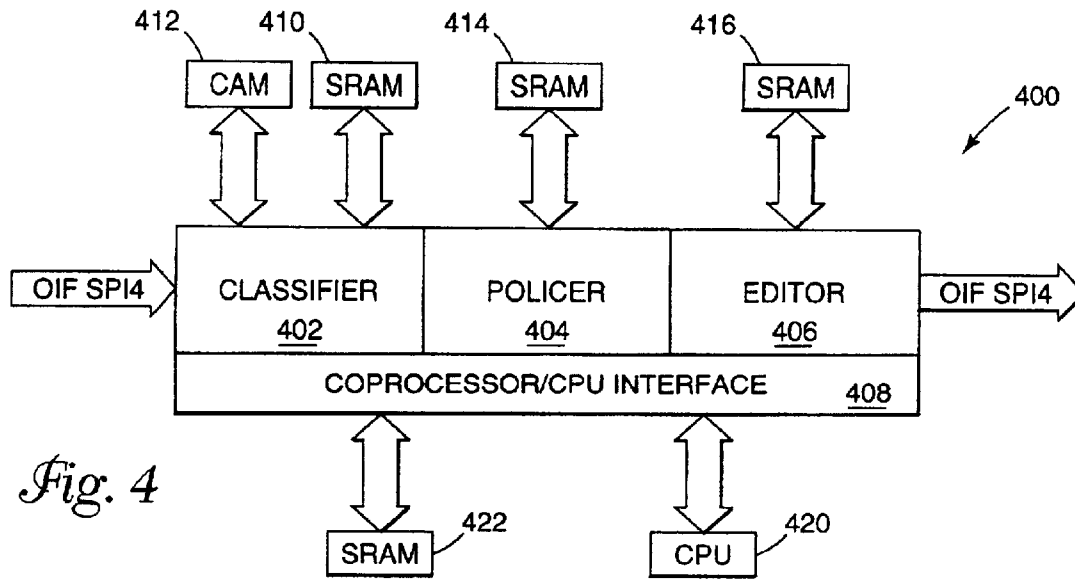 412 410 414 416
CAM SRAM SRAM SRAM
400
OIF SPI4 CLASSIFIER POLICER EDITOR OIF SPI4
402 404 406
COPROCESSOR/CPU INTERFACE 408
Fig. 4
SRAM 422 CPU 420